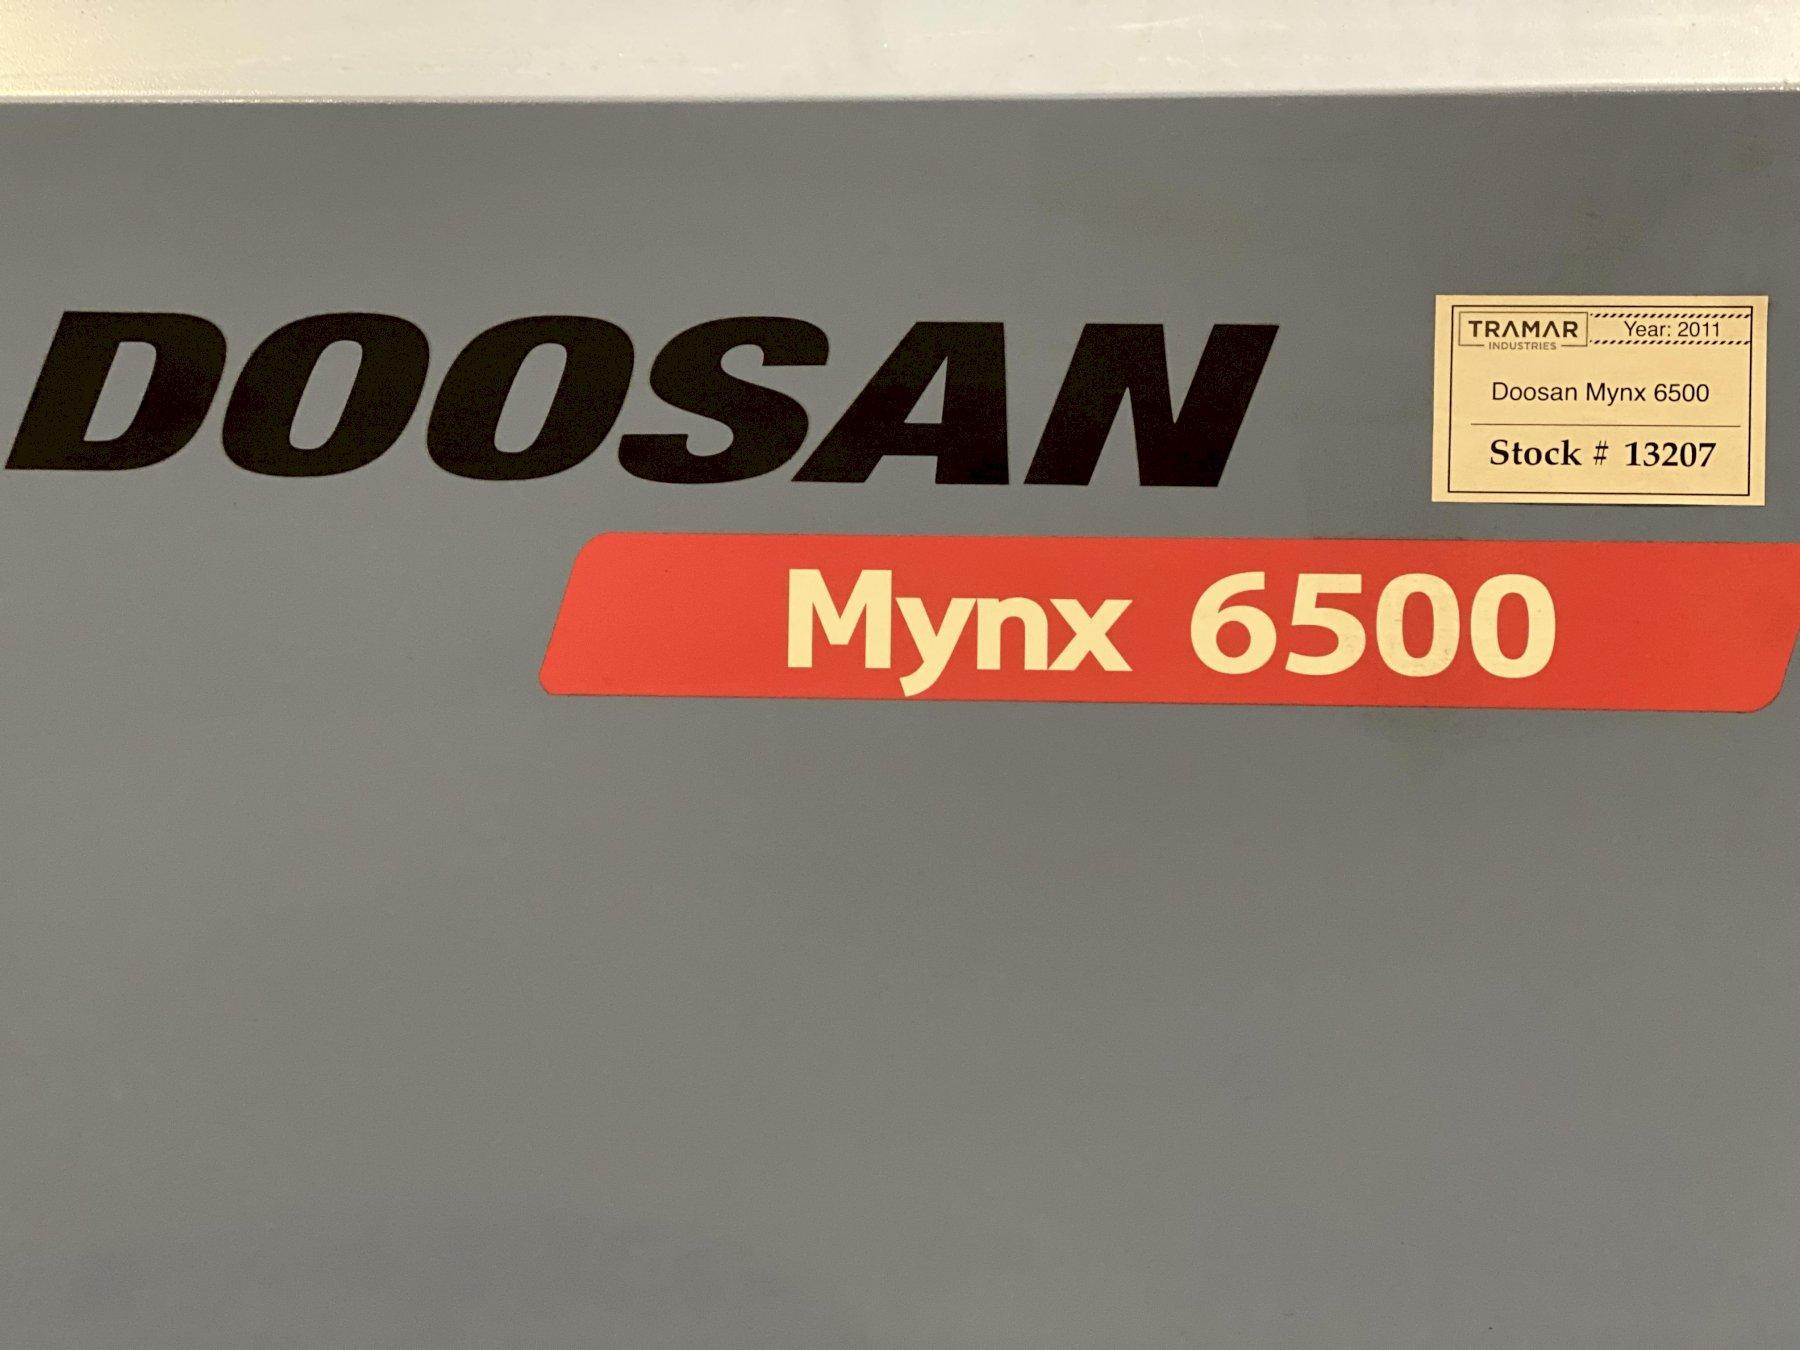 DOOSAN
Mynx 6500
TRAMAR
INDUSTRIES
Year: 2011
Doosan Mynx 6500
Stock # 13207